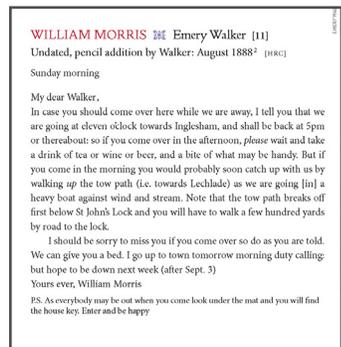 WILLIAM MORRIS Emery Walker [11]
Undated, pencil addition by Walker: August 1888² [HRC]
Sunday morning
My dear Walker,
In case you should come over here while we are away, I tell you that we
are going at eleven o'clock towards Inglesham, and shall be back at 5pm
or thereabout: so if you come over in the afternoon, please wait and take
a drink of tea or wine or beer, and a bite of what may be handy. But if
you come in the morning you would probably soon catch up with us by
walking up the tow path (i.e. towards Lechlade) as we are going [in] a
heavy boat against wind and stream. Note that the tow path breaks off
first below St John's Lock and you will have to walk a few hundred yards
by road to the lock.
I should be sorry to miss you if you come over so do as you are told.
We can give you a bed. I go up to town tomorrow morning duty calling:
but hope to be down next week (after Sept. 3)
Yours ever, William Morris
P.S. As everybody may be out when you come look under the mat and you will find
the house key. Enter and be happy